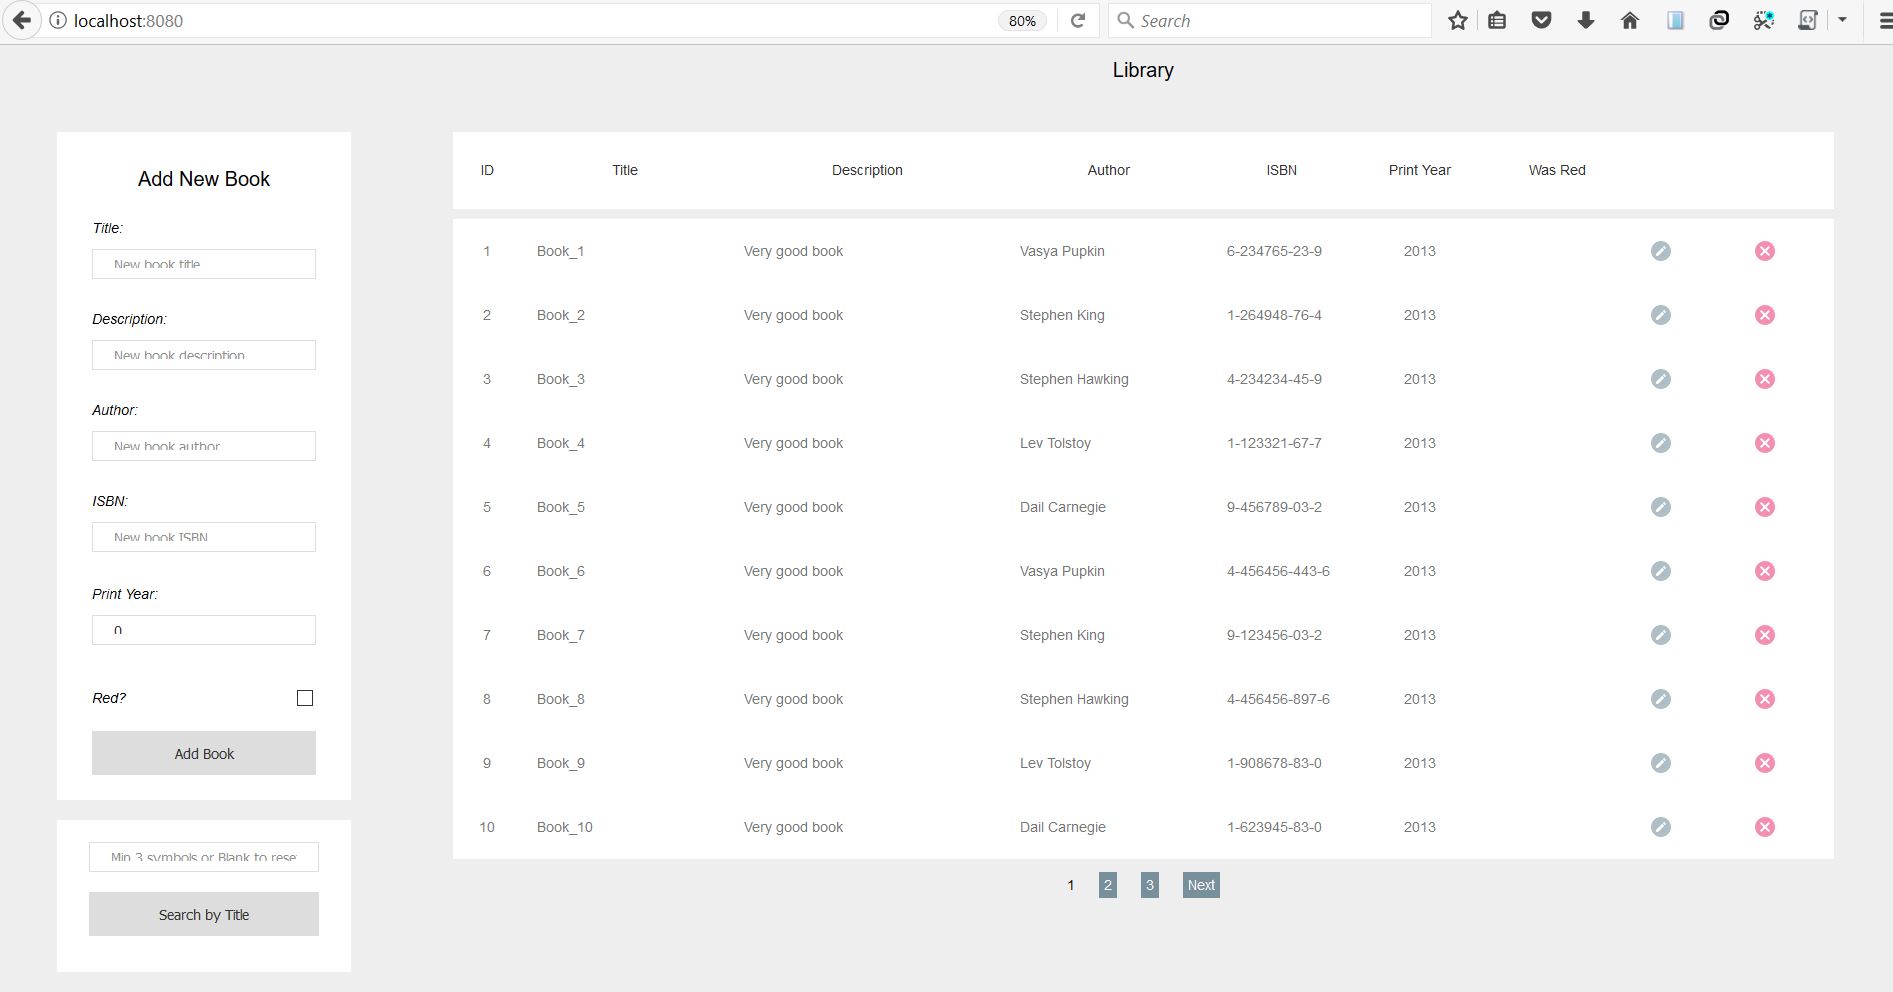 localhost:8080
80%
Search
Library
Add New Book
Title:
New book title
Description:
New book description
Author:
New book author
ISBN:
New book ISBN
Print Year:
0
Red?
Add Book
Min 3 symbols or Blank to rese
Search by Title
ID Title Description Author ISBN Print Year Was Red
1 Book_1 Very good book Vasya Pupkin 6-234765-23-9 2013
2 Book_2 Very good book Stephen King 1-264948-76-4 2013
3 Book_3 Very good book Stephen Hawking 4-234234-45-9 2013
4 Book_4 Very good book Lev Tolstoy 1-123321-67-7 2013
5 Book_5 Very good book Dail Carnegie 9-456789-03-2 2013
6 Book_6 Very good book Vasya Pupkin 4-456456-443-6 2013
7 Book_7 Very good book Stephen King 9-123456-03-2 2013
8 Book_8 Very good book Stephen Hawking 4-456456-897-6 2013
9 Book_9 Very good book Lev Tolstoy 1-908678-83-0 2013
10 Book_10 Very good book Dail Carnegie 1-623945-83-0 2013
1 2 3 Next